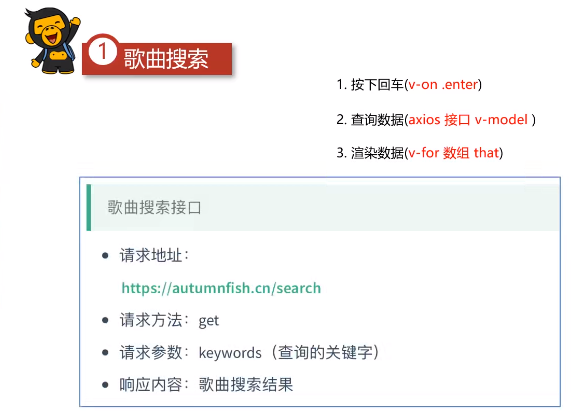 1 歌曲搜索
1. 按下回车(v-on .enter)
2. 查询数据(axios 接口 v-model )
3. 渲染数据(v-for 数组 that)
歌曲搜索接口
• 请求地址：
https://autumnfish.cn/search
• 请求方法：get
• 请求参数：keywords（查询的关键字）
• 响应内容：歌曲搜索结果